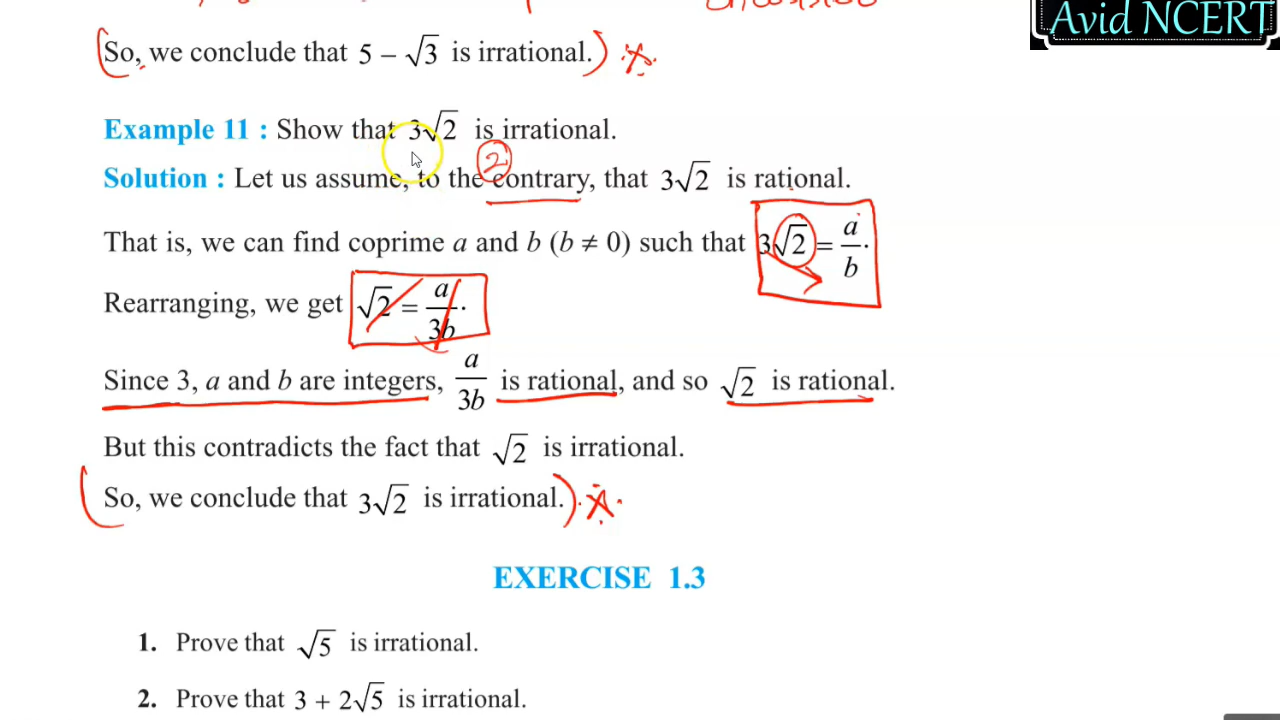 Avid NCERT
So, we conclude that 5 – √3 is irrational.
Example 11 : Show that 3√2 is irrational.
2
Solution : Let us assume, to the contrary, that 3√2 is rational.
That is, we can find coprime a and b (b ≠ 0) such that 3√2 = a/b.
Rearranging, we get √2 = a/3b.
Since 3, a and b are integers, a/3b is rational, and so √2 is rational.
But this contradicts the fact that √2 is irrational.
So, we conclude that 3√2 is irrational.
EXERCISE 1.3
1. Prove that √5 is irrational.
2. Prove that 3 + 2√5 is irrational.